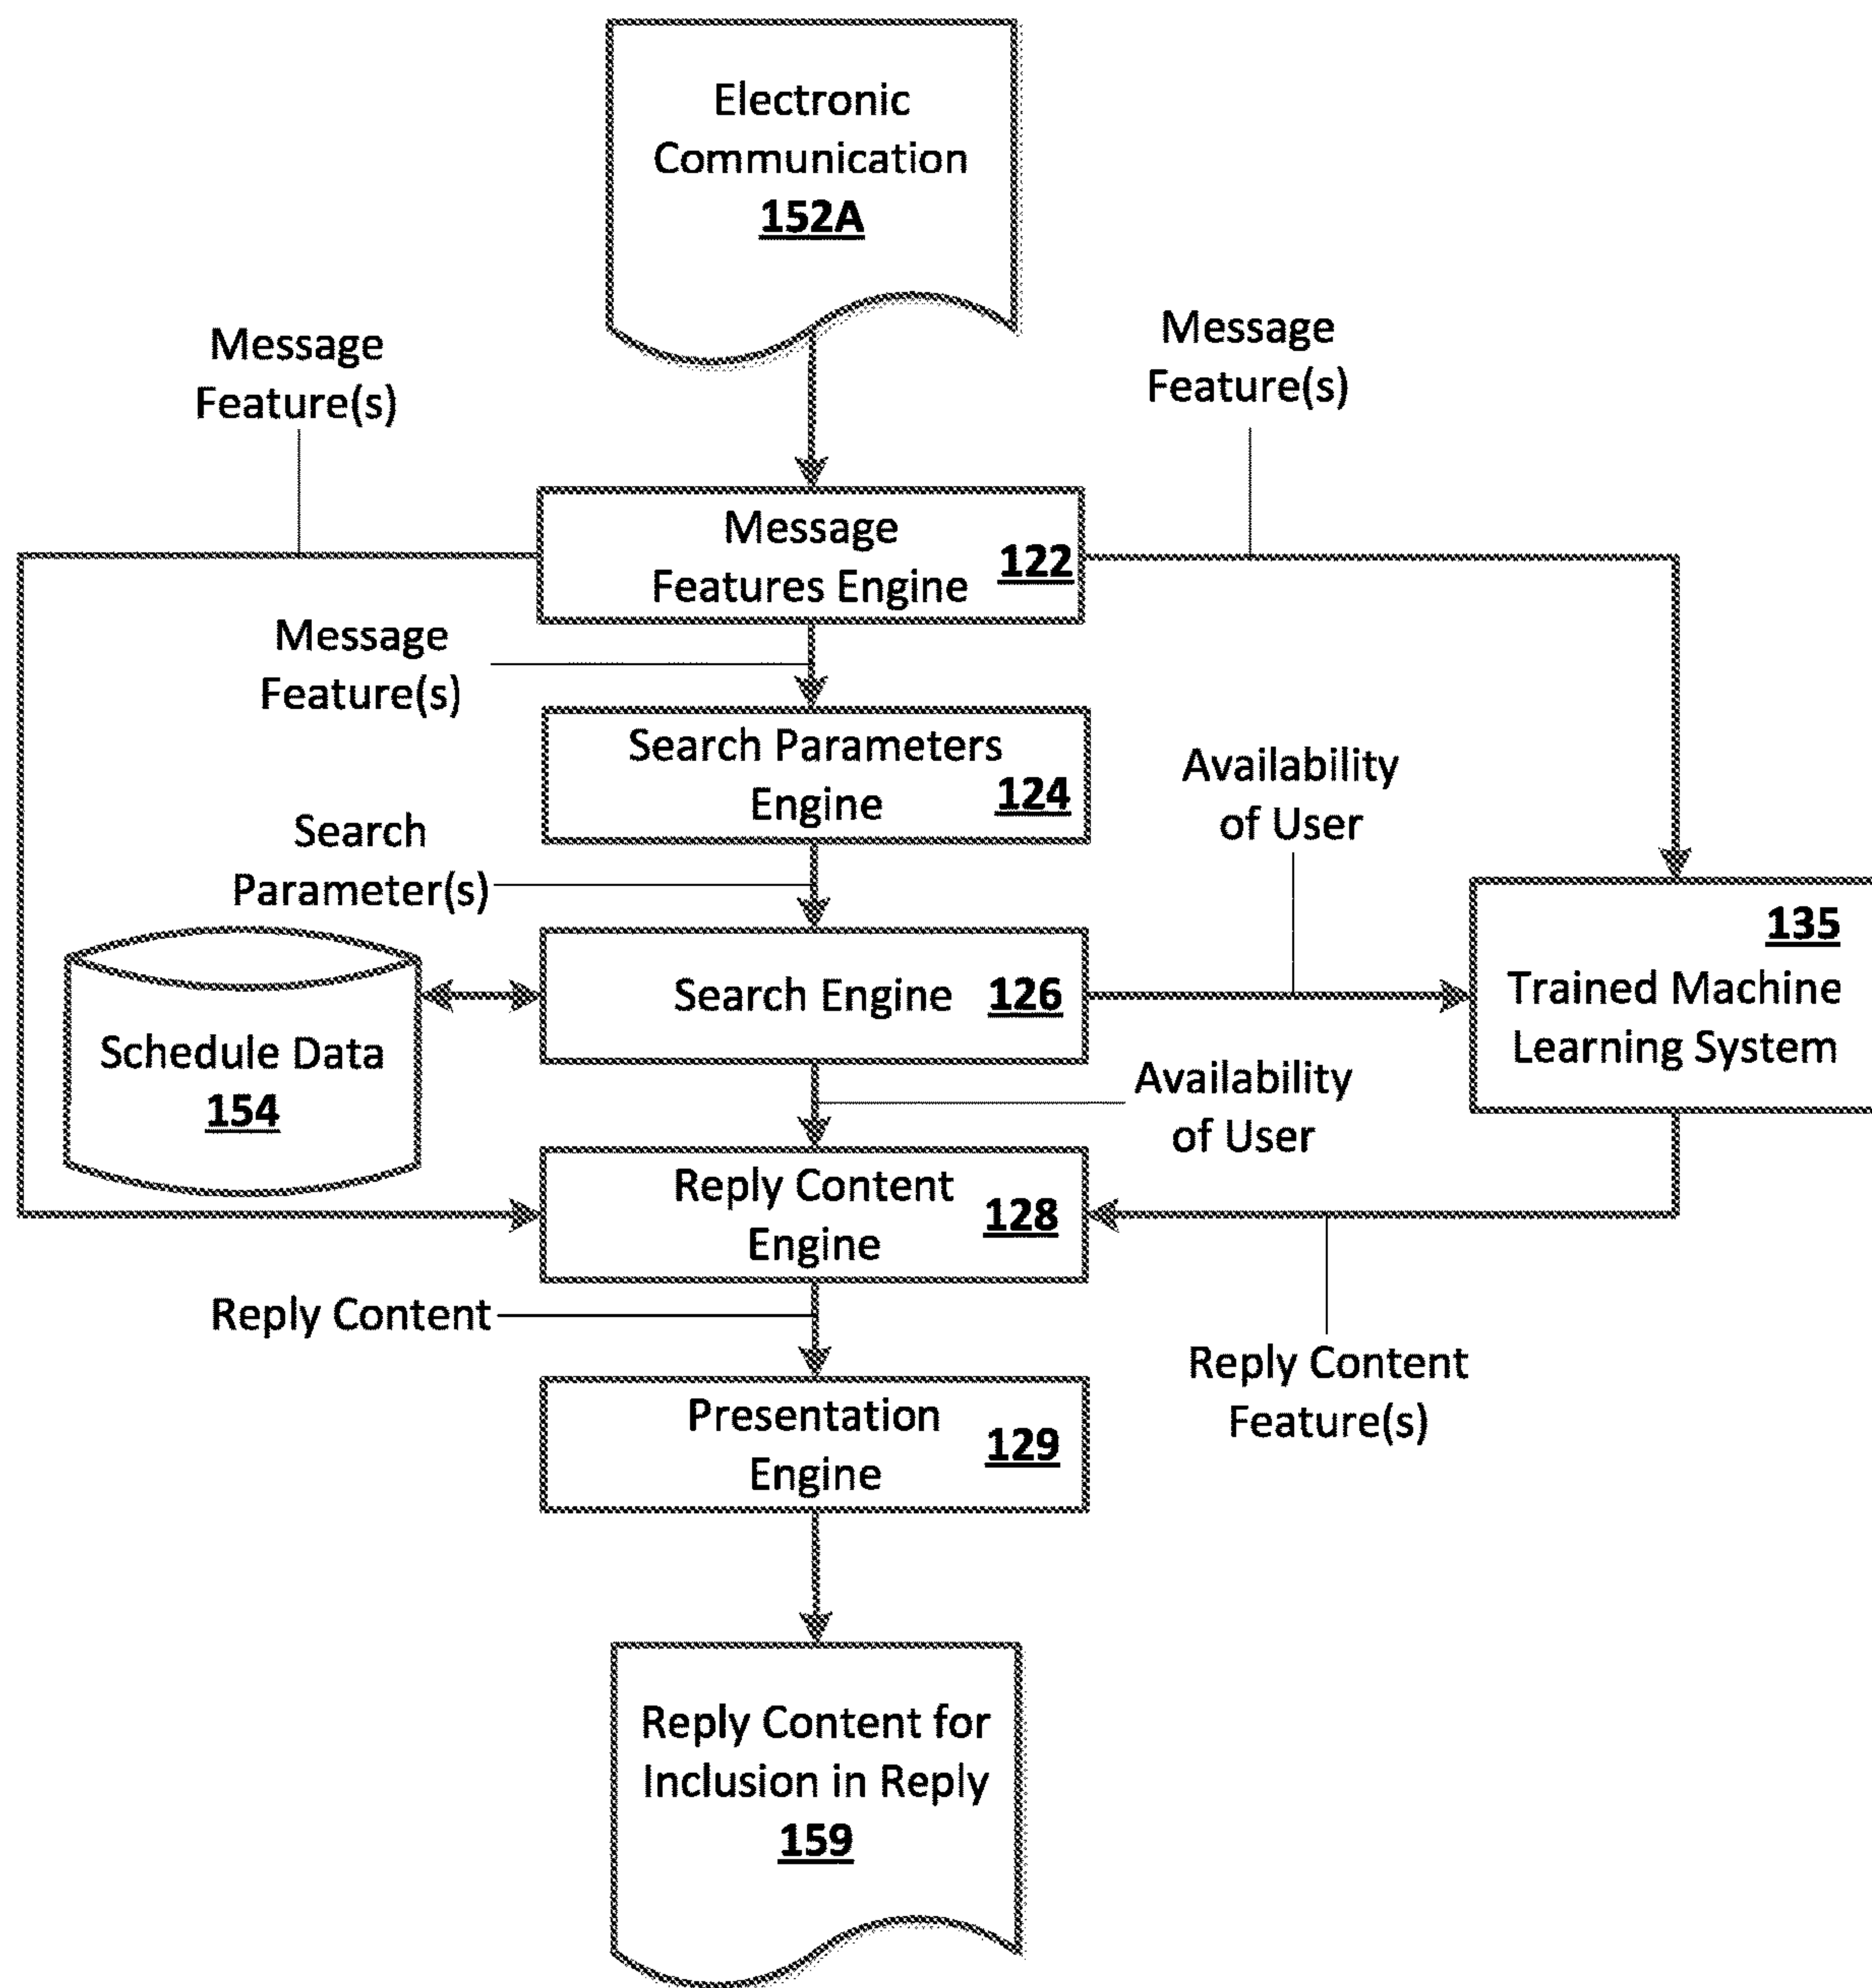 Electronic
Communication
152A
Message
Feature(s)
Message
Feature(s)
Message
Features Engine
122
Message
Feature(s)
Search Parameters
Engine
124
Availability
of User
Search
Parameter(s)
135
Trained Machine
Learning System
Search Engine 126
Schedule Data
154
Availability
of User
Reply Content
Engine
128
Reply Content
Reply Content
Feature(s)
Presentation
Engine
129
Reply Content for
Inclusion in Reply
159